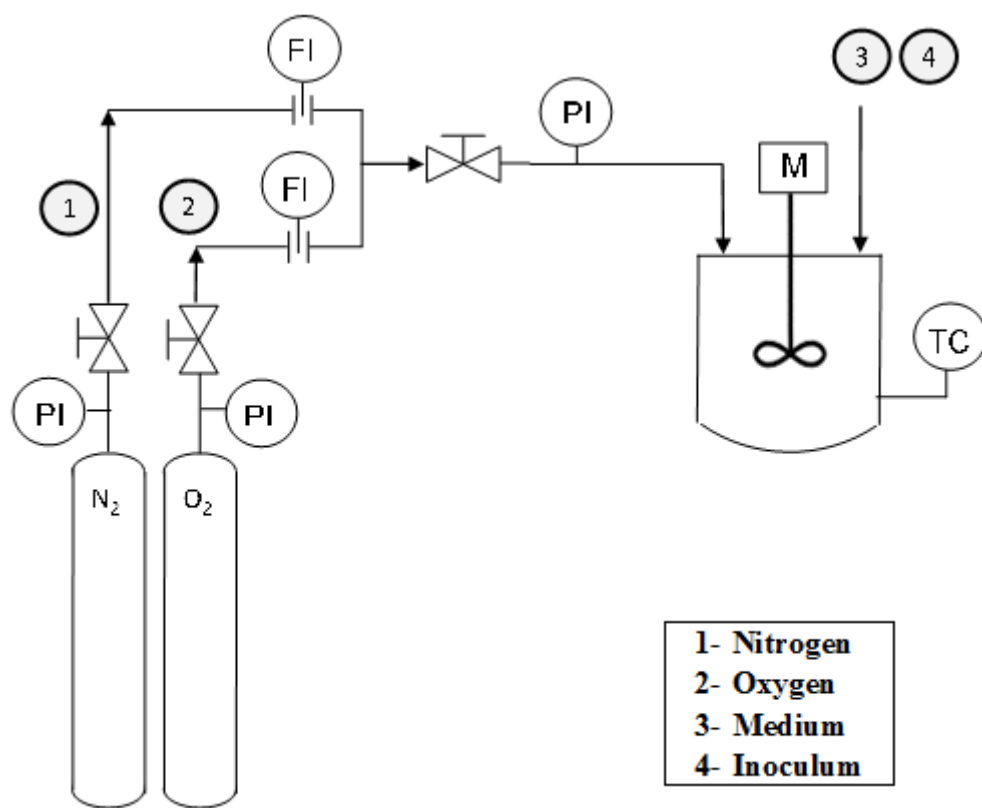 FI
3
4
PI
M
FI
1
2
TC
PI
PI
N₂
O₂
1- Nitrogen
2- Oxygen
3- Medium
4- Inoculum